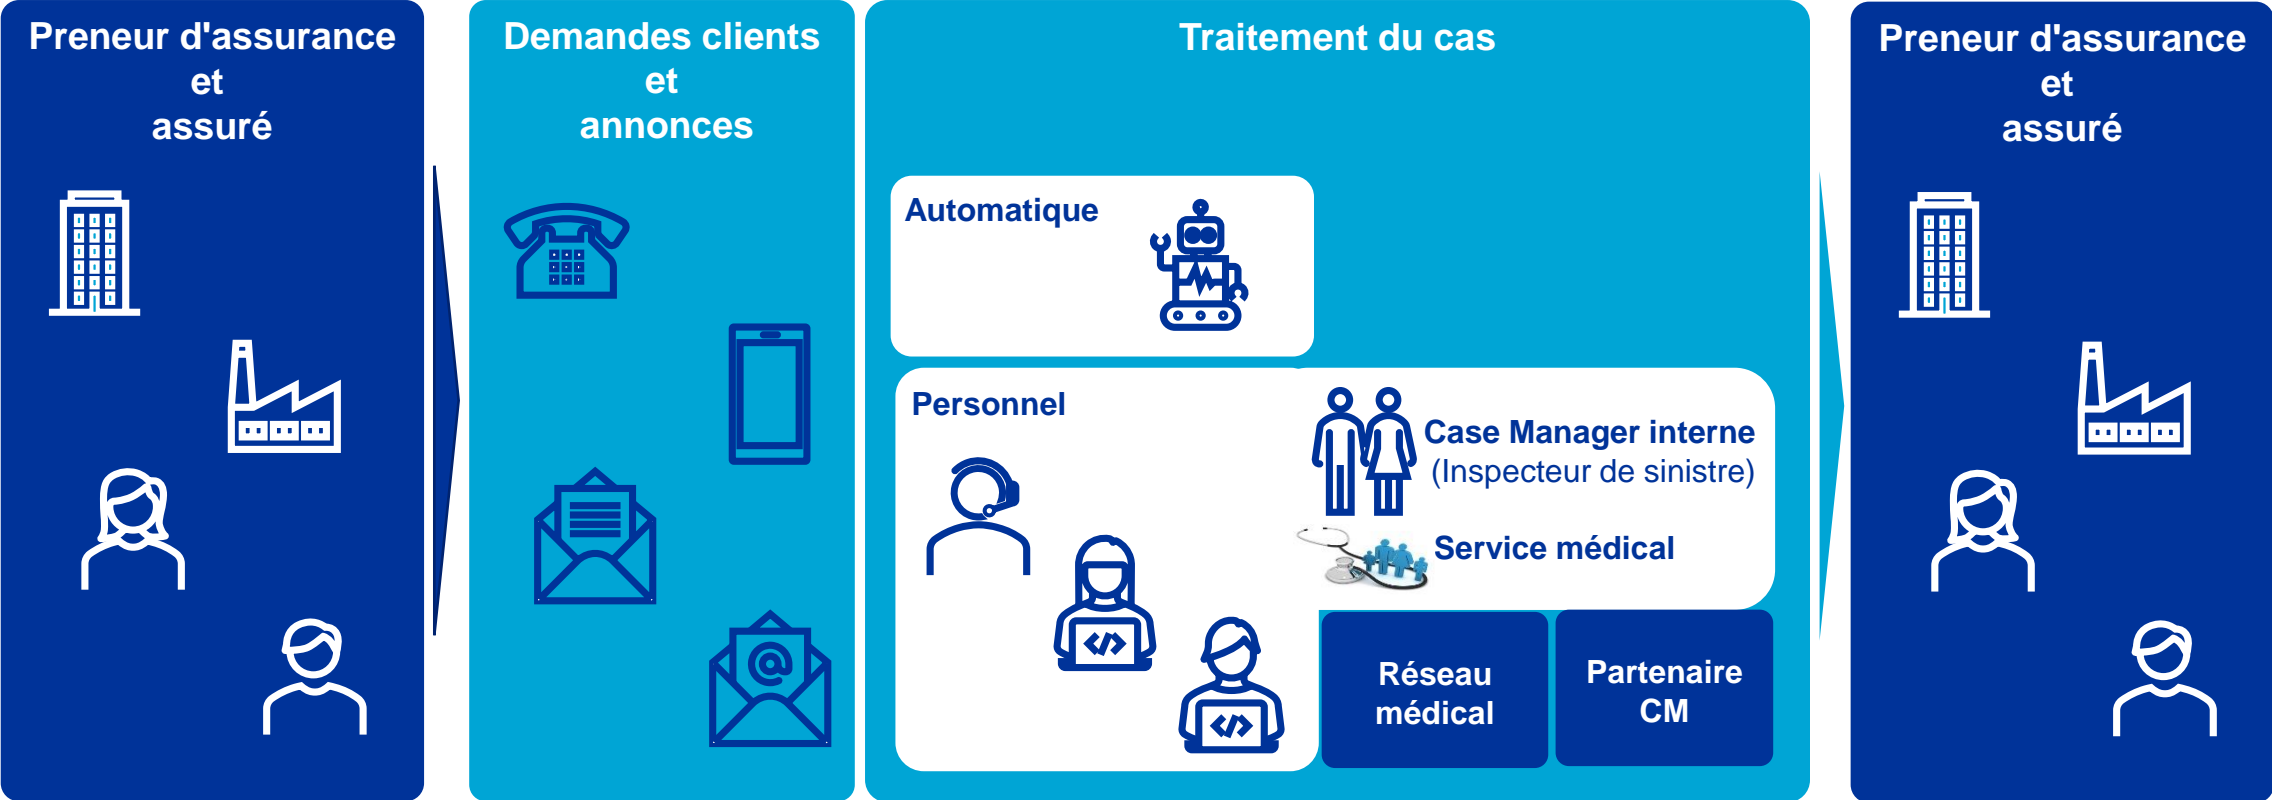 Preneur d'assurance
et
assuré
Demandes clients
et
annonces
Traitement du cas
Automatique
Personnel
Case Manager interne
(Inspecteur de sinistre)
Service médical
Réseau
médical
Partenaire
CM
Preneur d'assurance
et
assuré